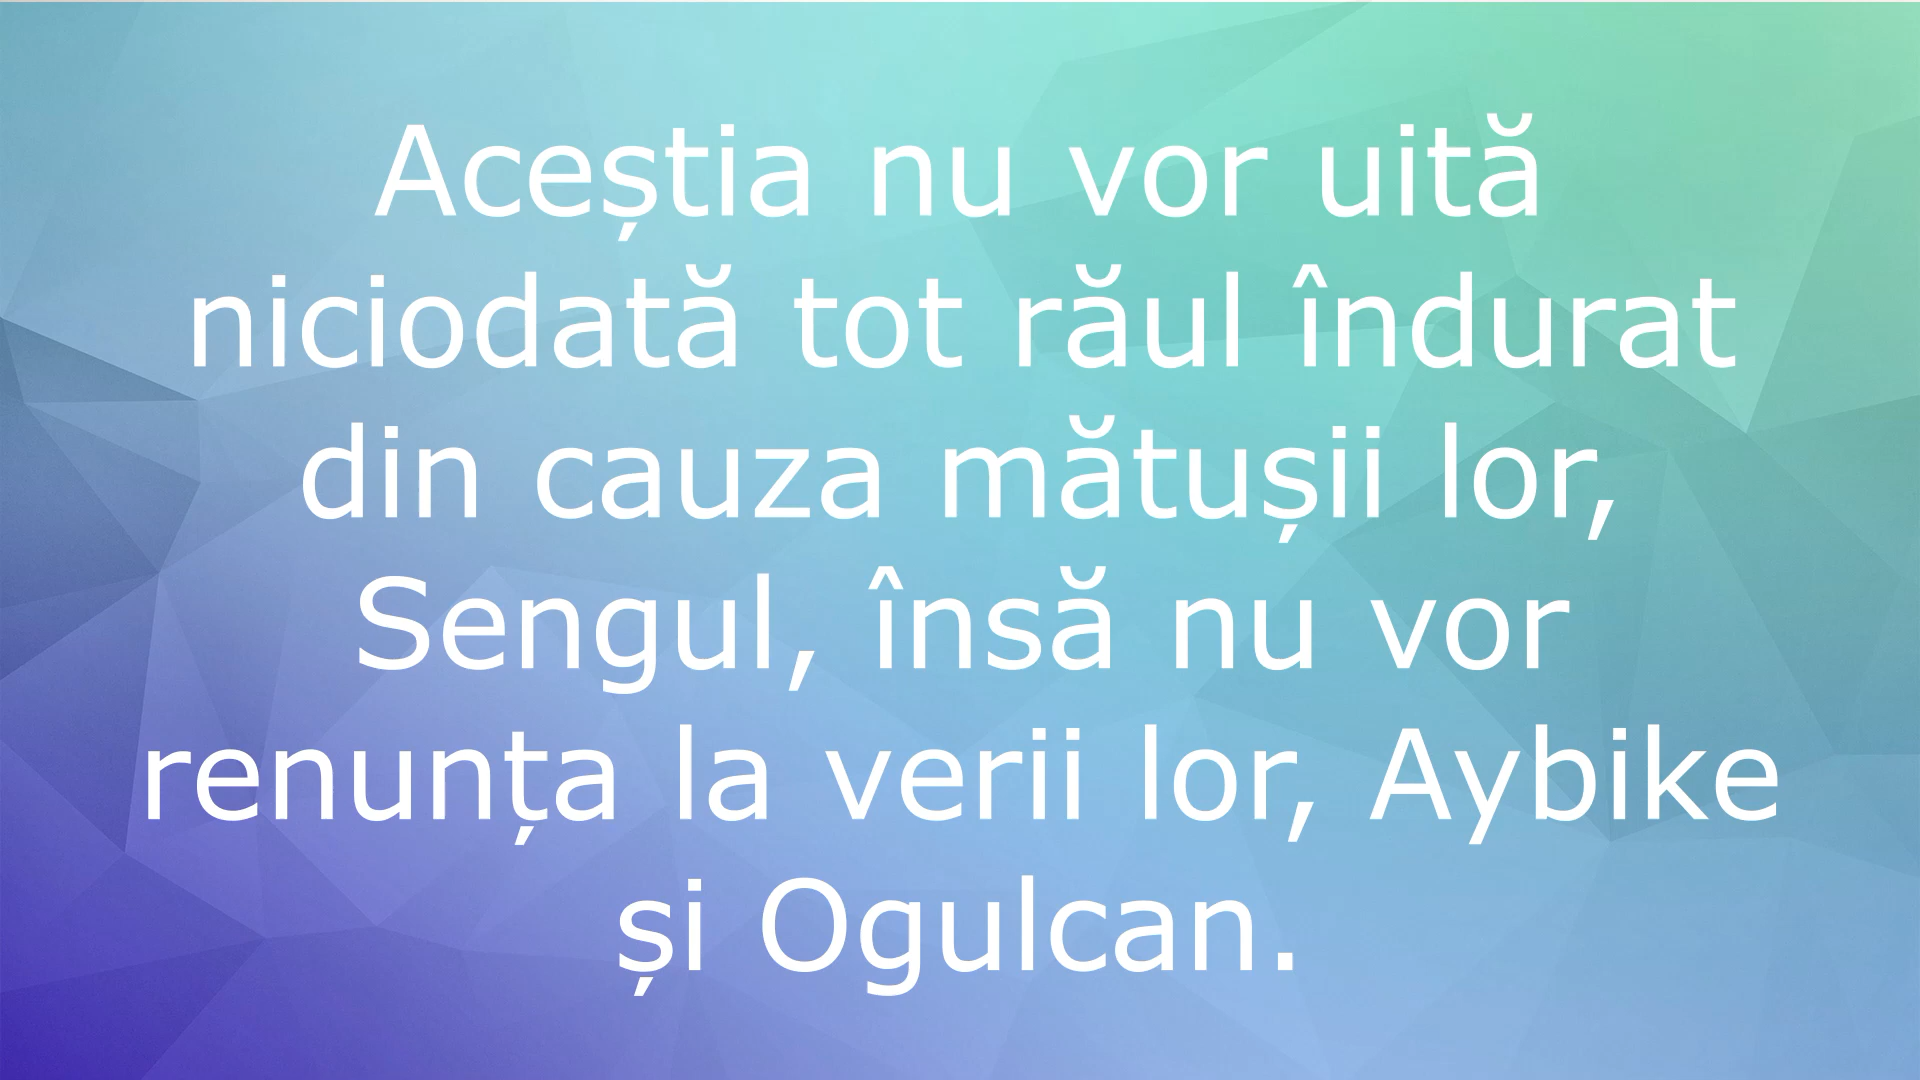 Aceștia nu vor uită
niciodată tot răul îndurat
din cauza mătușii lor,
Sengul, însă nu vor
renunța la verii lor, Aybike
și Ogulcan.